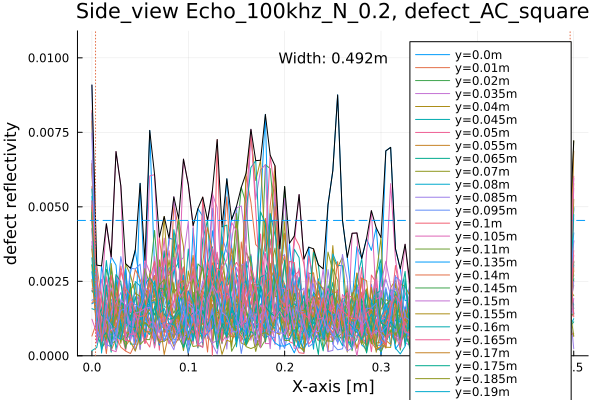 Side_view Echo_100khz_N_0.2, defect_AC_square
Width: 0.492m
defect reflectivity
0.0100
0.0075
0.0050
0.0025
0.0000
0.0
0.1
0.2
0.3
.5
X-axis [m]
y=0.0m
y=0.01m
y=0.02m
y=0.035m
y=0.04m
y=0.045m
y=0.05m
y=0.055m
y=0.065m
y=0.07m
y=0.08m
y=0.085m
y=0.095m
y=0.1m
y=0.105m
y=0.11m
y=0.135m
y=0.14m
y=0.145m
y=0.15m
y=0.155m
y=0.16m
y=0.165m
y=0.17m
y=0.175m
y=0.185m
y=0.19m